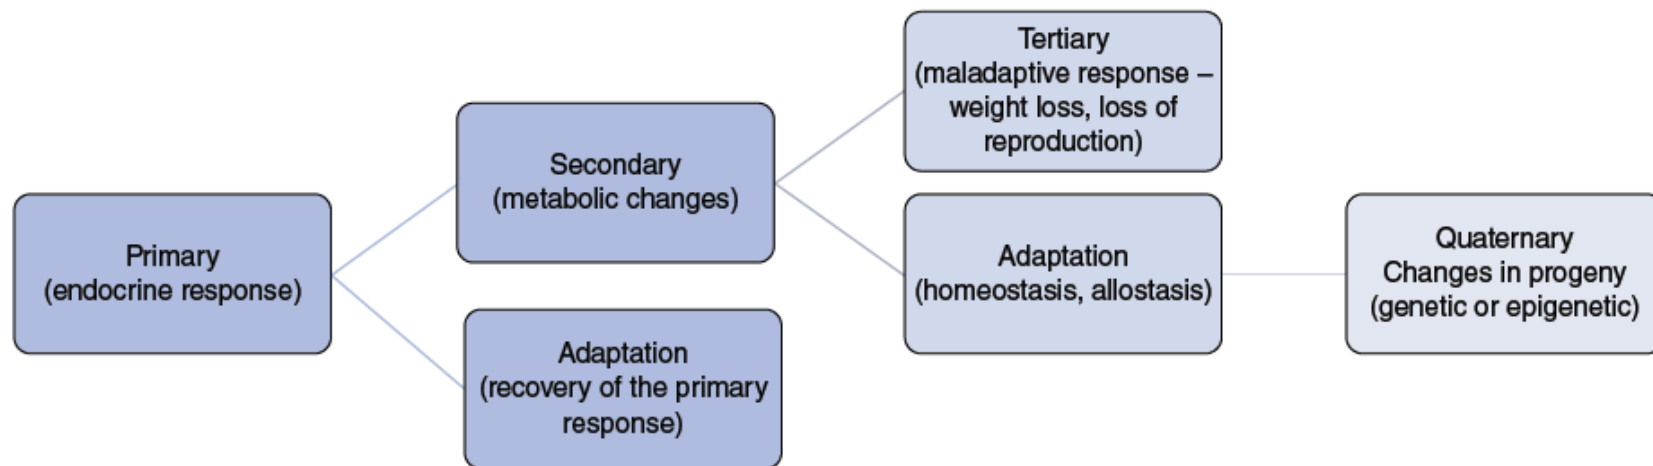 Primary
(endocrine response)
Secondary
(metabolic changes)
Adaptation
(recovery of the primary
response)
Tertiary
(maladaptive response –
weight loss, loss of
reproduction)
Adaptation
(homeostasis, allostasis)
Quaternary
Changes in progeny
(genetic or epigenetic)